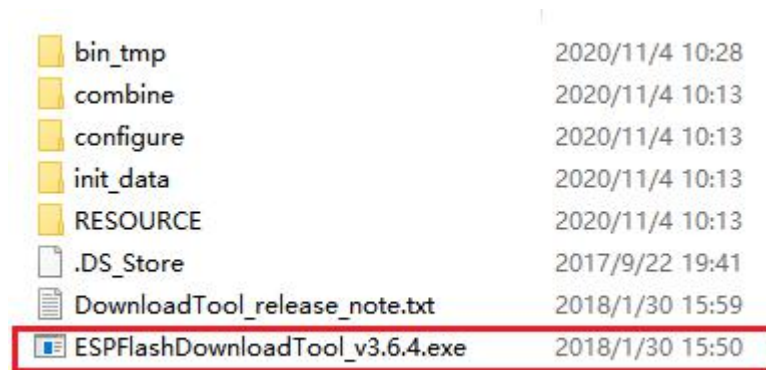 bin_tmp 2020/11/4 10:28
combine 2020/11/4 10:13
configure 2020/11/4 10:13
init_data 2020/11/4 10:13
RESOURCE 2020/11/4 10:13
.DS_Store 2017/9/22 19:41
DownloadTool_release_note.txt 2018/1/30 15:59
ESPFlashDownloadTool_v3.6.4.exe 2018/1/30 15:50